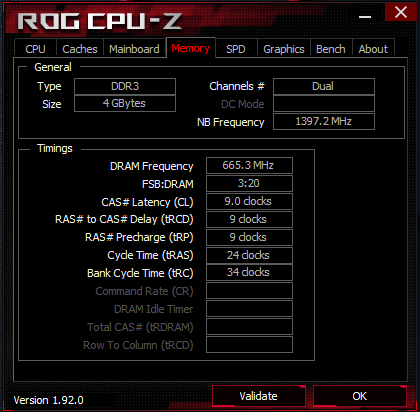 ROG CPU-Z
CPU Caches Mainboard Memory SPD Graphics Bench About
General
Type DDR3 Channels # Dual
Size 4 GBytes DC Mode
NB Frequency 1397.2 MHz
Timings
DRAM Frequency 665.3 MHz
FSB:DRAM 3:20
CAS# Latency (CL) 9.0 clocks
RAS# to CAS# Delay (tRCD) 9 clocks
RAS# Precharge (tRP) 9 clocks
Cycle Time (tRAS) 24 clocks
Bank Cycle Time (tRC) 34 clocks
Command Rate (CR)
DRAM Idle Timer
Total CAS# (tRDRAM)
Row To Column (tRCD)
Version 1.92.0 Validate OK